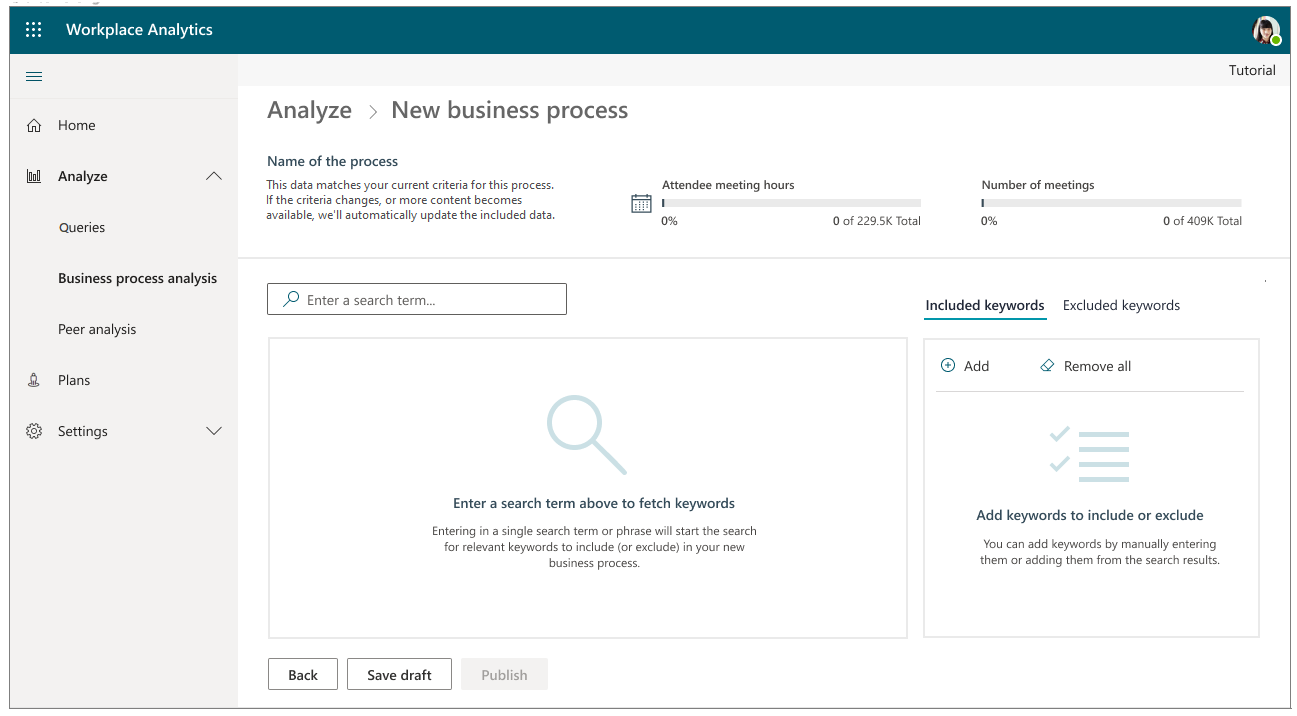 Workplace Analytics
Tutorial
Home
Analyze
Queries
Business process analysis
Peer analysis
Plans
Settings
Analyze > New business process
Name of the process
This data matches your current criteria for this process.
If the criteria changes, or more content becomes
available, we'll automatically update the included data.
Attendee meeting hours
0% 0 of 229.5K Total
Number of meetings
0% 0 of 409K Total
Enter a search term...
Included keywords Excluded keywords
Enter a search term above to fetch keywords
Entering in a single search term or phrase will start the search
for relevant keywords to include (or exclude) in your new
business process.
Add Remove all
Add keywords to include or exclude
You can add keywords by manually entering
them or adding them from the search results.
Back Save draft Publish